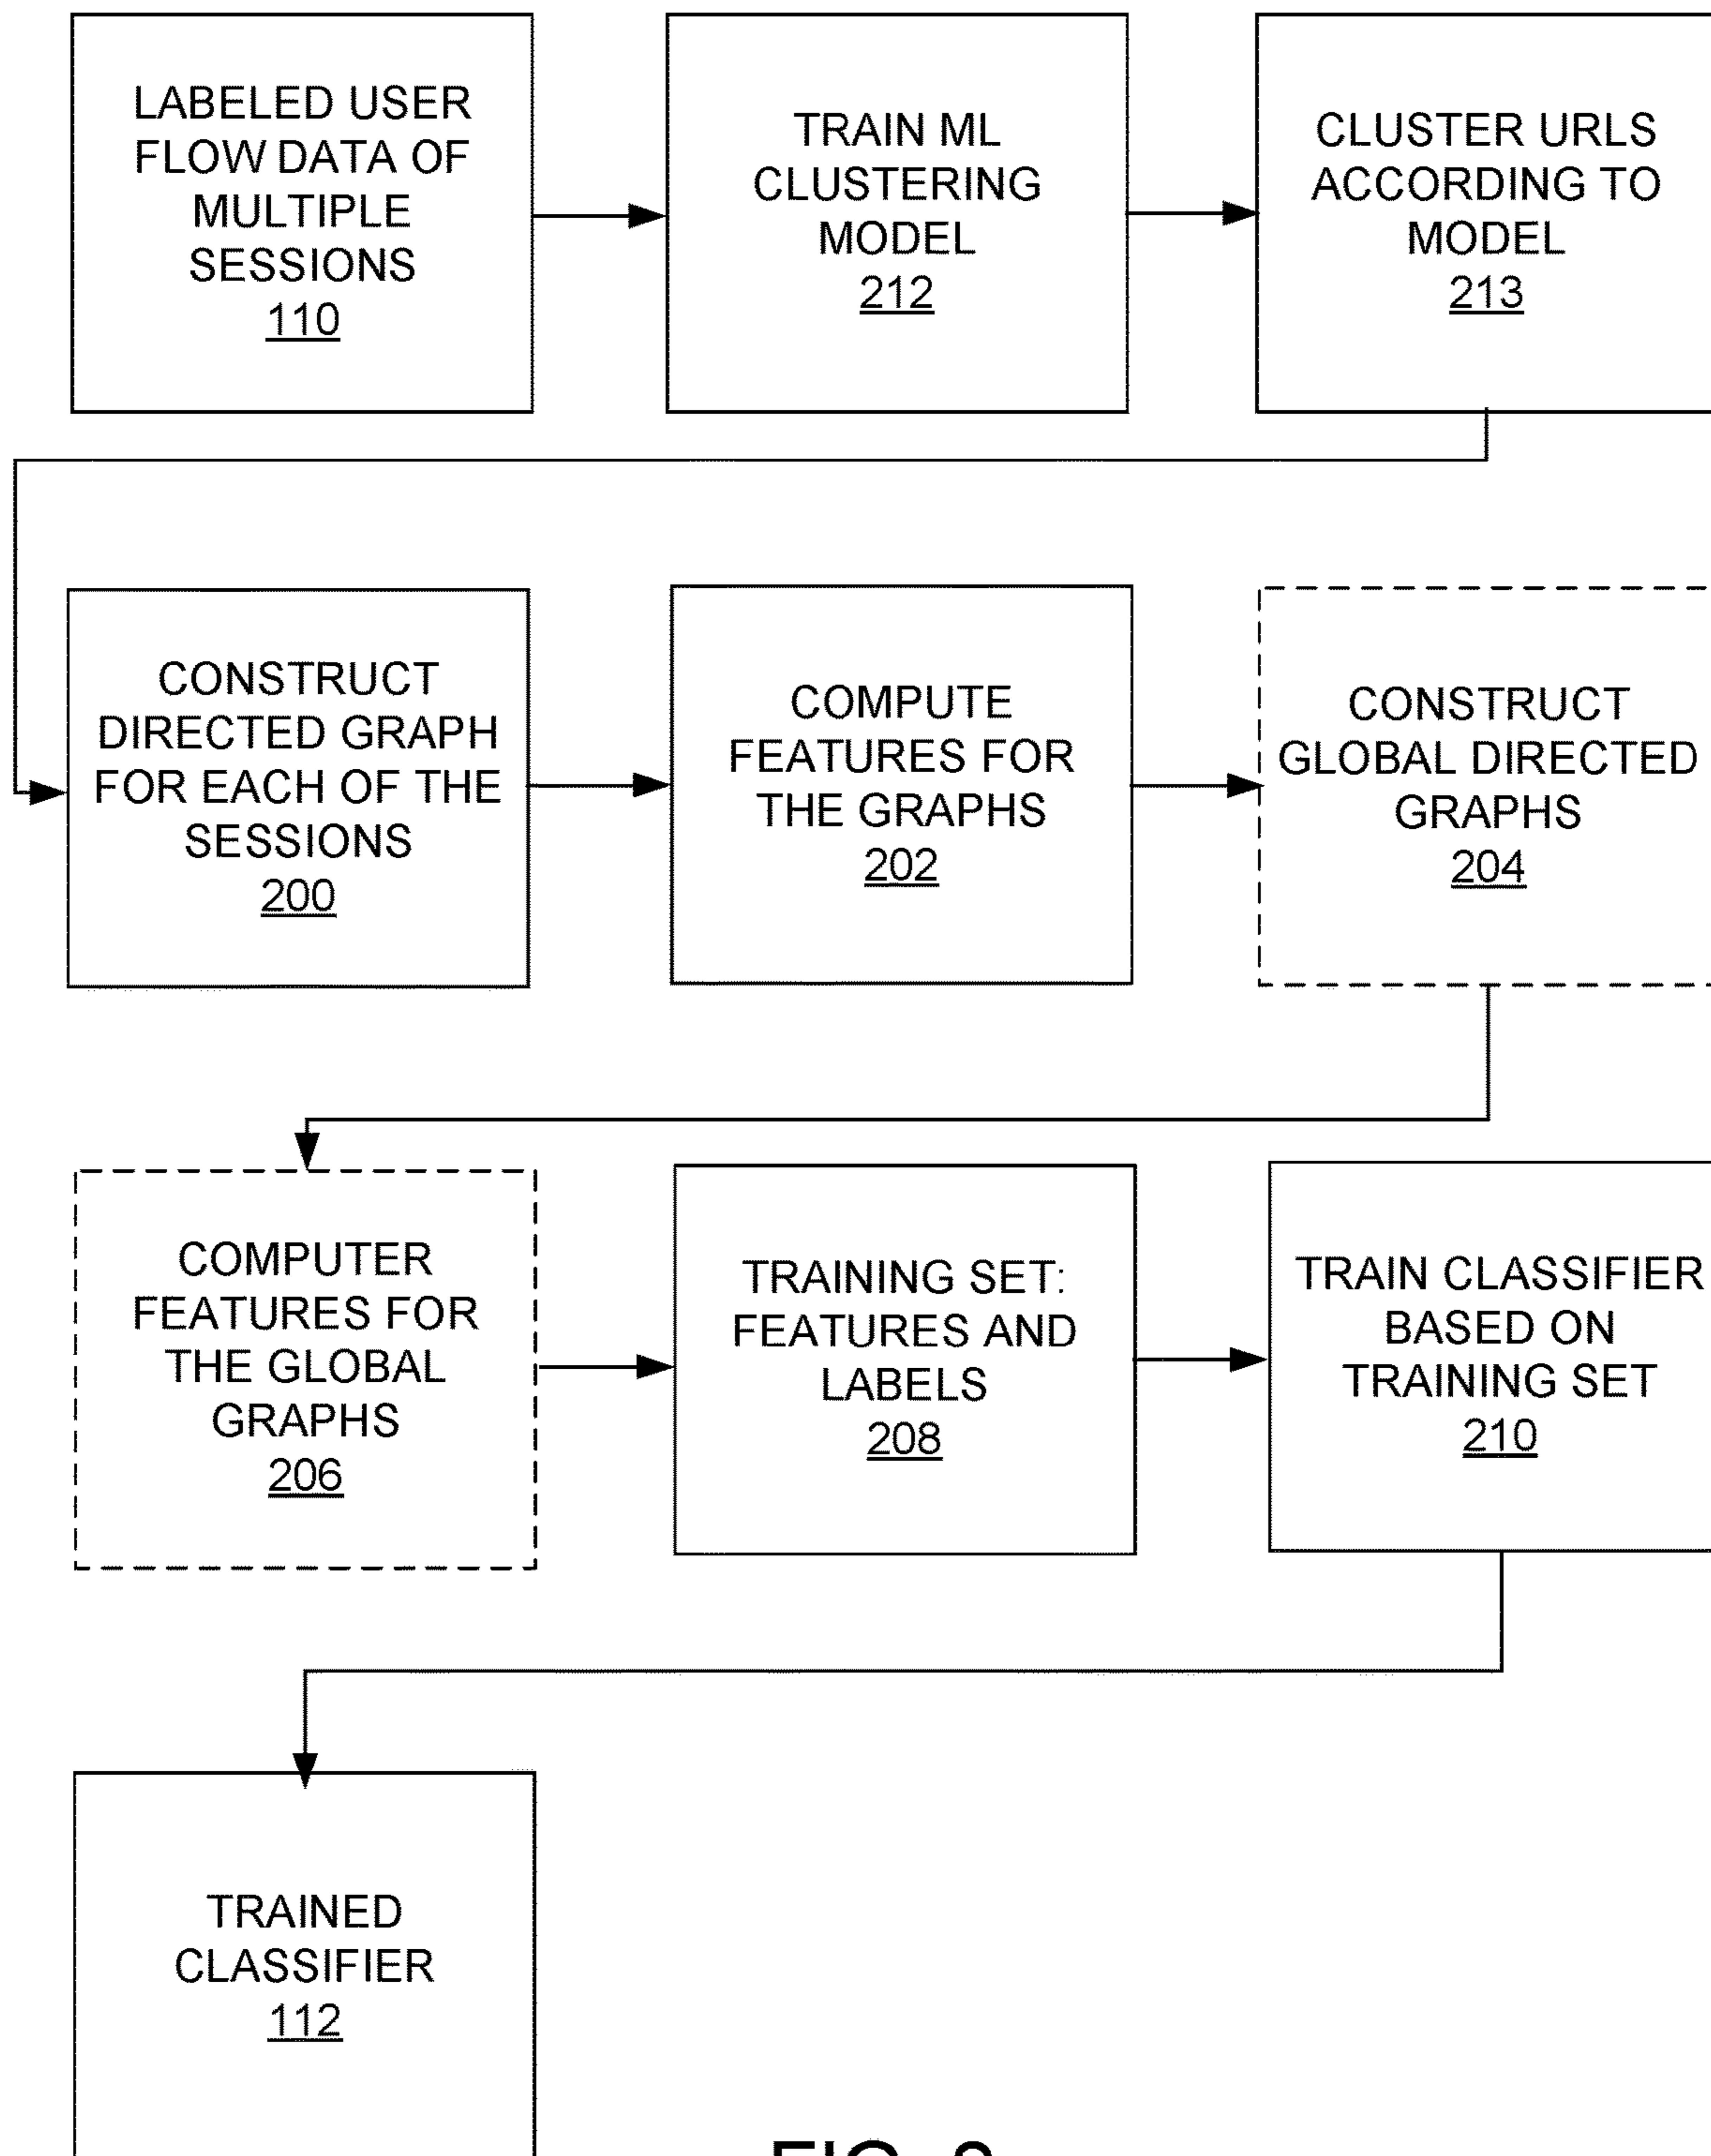 LABELED USER
FLOW DATA OF
MULTIPLE
SESSIONS
110
TRAIN ML
CLUSTERING
MODEL
212
CLUSTER URLS
ACCORDING TO
MODEL
213
CONSTRUCT
DIRECTED GRAPH
FOR EACH OF THE
SESSIONS
200
COMPUTE
FEATURES FOR
THE GRAPHS
202
CONSTRUCT
GLOBAL DIRECTED
GRAPHS
204
COMPUTER
FEATURES FOR
THE GLOBAL
GRAPHS
206
TRAINING SET:
FEATURES AND
LABELS
208
TRAIN CLASSIFIER
BASED ON
TRAINING SET
210
TRAINED
CLASSIFIER
112
FIG.